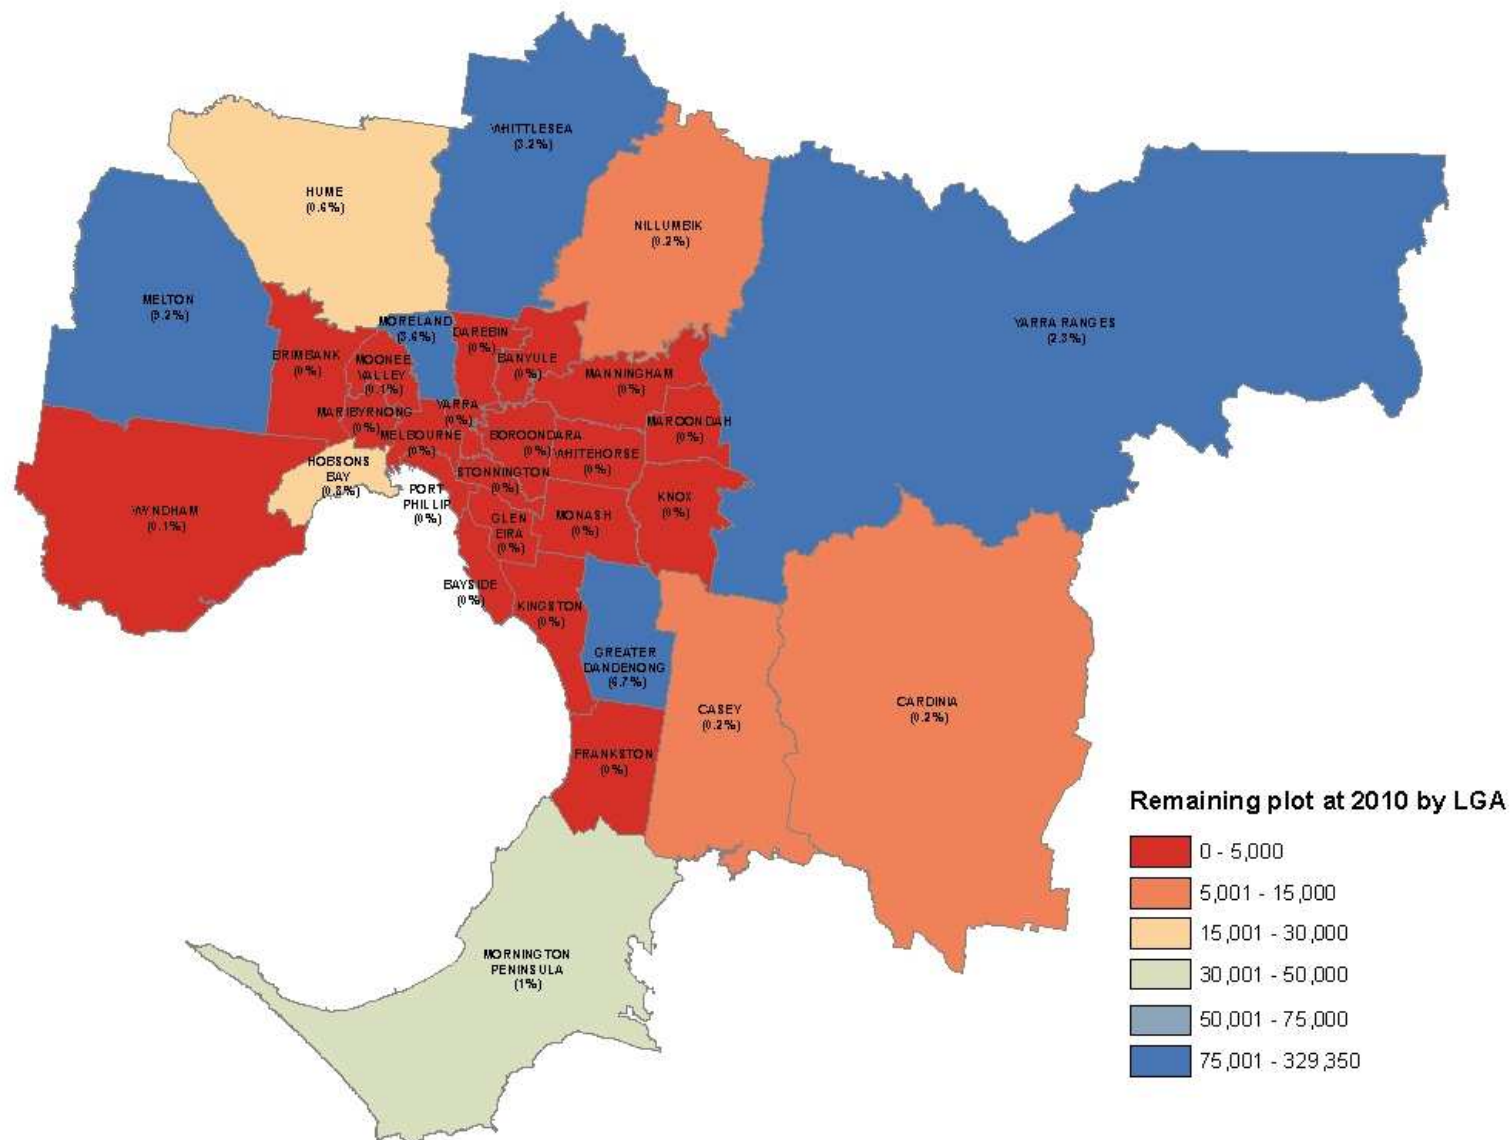 WHITTLESEA
(3.2%)
HUME
(0.6%)
NILLUMBIK
(0.2%)
MELTON
YARRA RANGES
(2.3%)
MORELAND
(3.6%)
DAREBIN
(0%)
BRIMBANK
(0%)
MOONEE
VALLEY
(0.1%)
BANYULE
(0%)
MANNINGHAM
(0%)
MARIBYRNONG
(0%)
YARRA
(0%)
MAROONDAH
(0%)
MELBOURNE
(0%)
BOROONDARA
(0%)
WHITEHORSE
(0%)
HOBSONS
BAY
STONNINGTON
(0%)
PORT
PHILLIP
(0%)
KNOX
(0%)
WYNDHAM
(0.1%)
GLEN
EIRA
(0%)
MONASH
(0%)
BAYSIDE
(0%)
KINGSTON
(0%)
GREATER
DANDENONG
(6.7%)
CASEY
(0.2%)
CARDINIA
(0.2%)
FRANKSTON
(0%)
MORNINGTON
PENINSULA
(1%)
Remaining plot at 2010 by LGA
0 - 5,000
5,001 - 15,000
15,001 - 30,000
30,001 - 50,000
50,001 - 75,000
75,001 - 329,350